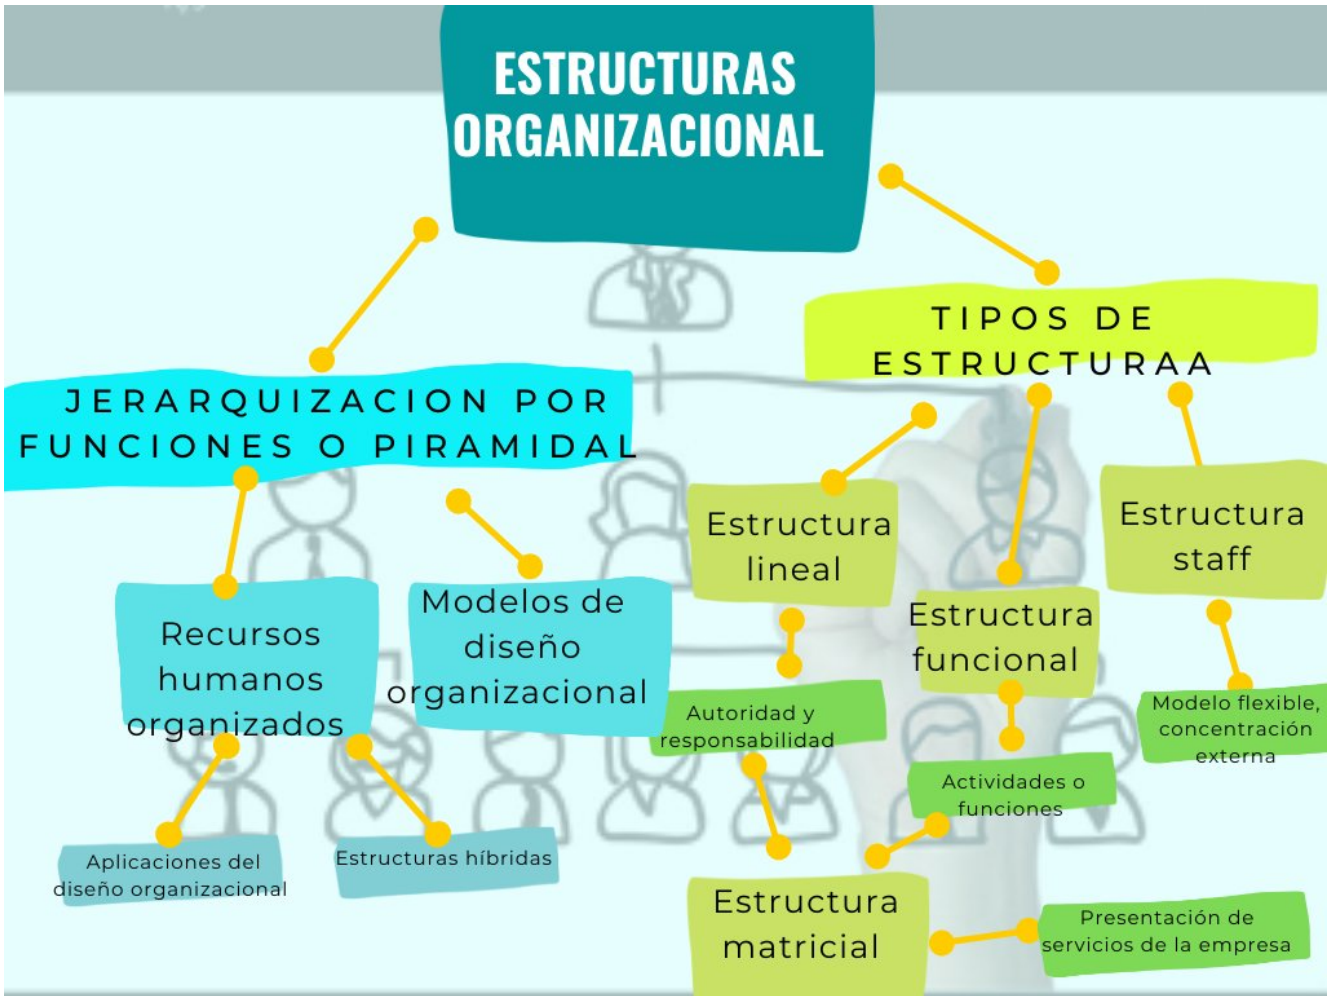 ESTRUCTURAS
ORGANIZACIONAL
TIPOS DE
ESTRUCTURAA
JERARQUIZACION POR
FUNCIONES O PIRAMIDAL
Estructura
lineal
Estructura
funcional
Estructura
staff
Recursos
humanos
organizados
Modelos de
diseño
organizacional
Autoridad y
responsabilidad
Actividades o
funciones
Modelo flexible,
concentración
externa
Aplicaciones del
diseño organizacional
Estructuras híbridas
Estructura
matricial
Presentación de
servicios de la empresa